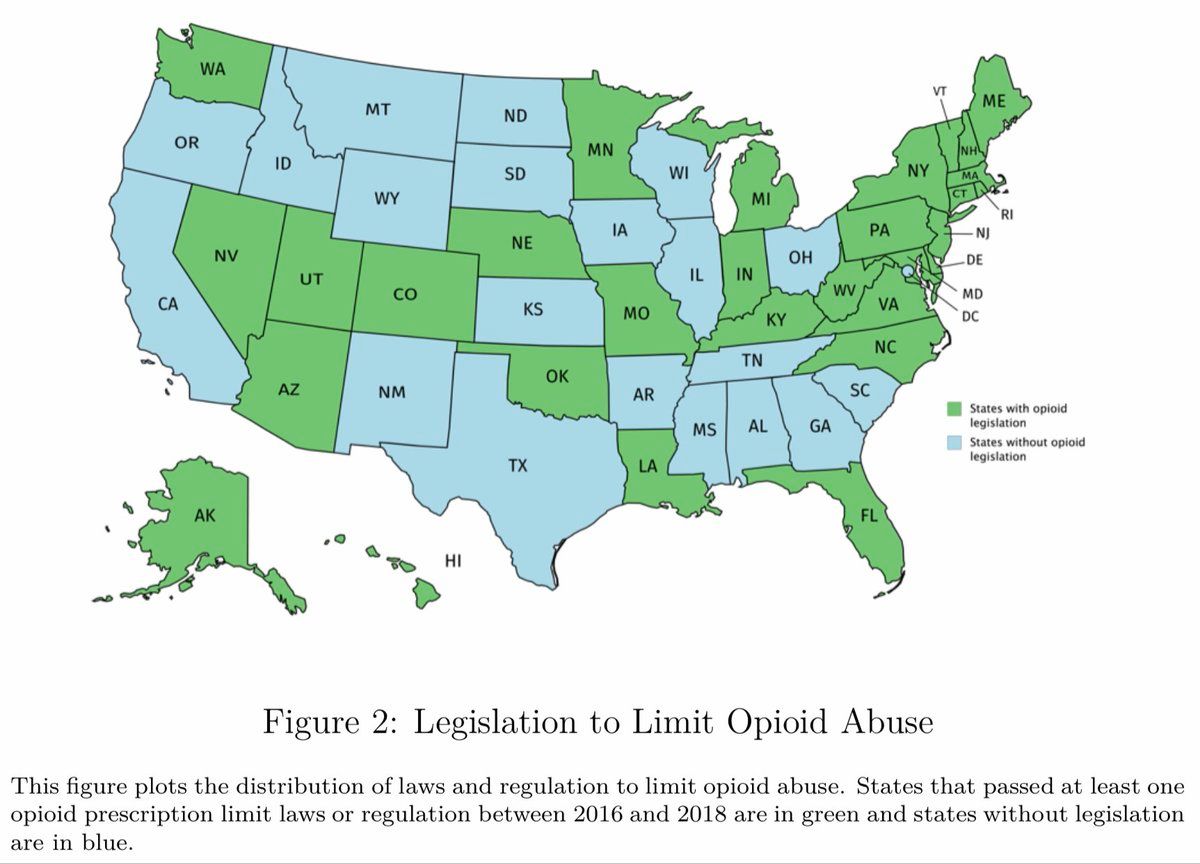 WA
VT
ME
MT
ND
OR
MN
NH
ID
SD
WI
NY
MA
WY
MI
CT
RI
IA
PA
NJ
NE
NV
OH
DE
UT
IL
IN
CO
WV
MD
CA
KS
MO
VA
DC
KY
NC
TN
OK
AZ
NM
AR
SC
States with opioid
legislation
MS
AL
GA
States without opioid
legislation
TX
LA
AK
FL
HI
Figure 2: Legislation to Limit Opioid Abuse
This figure plots the distribution of laws and regulation to limit opioid abuse. States that passed at least one
opioid prescription limit laws or regulation between 2016 and 2018 are in green and states without legislation
are in blue.